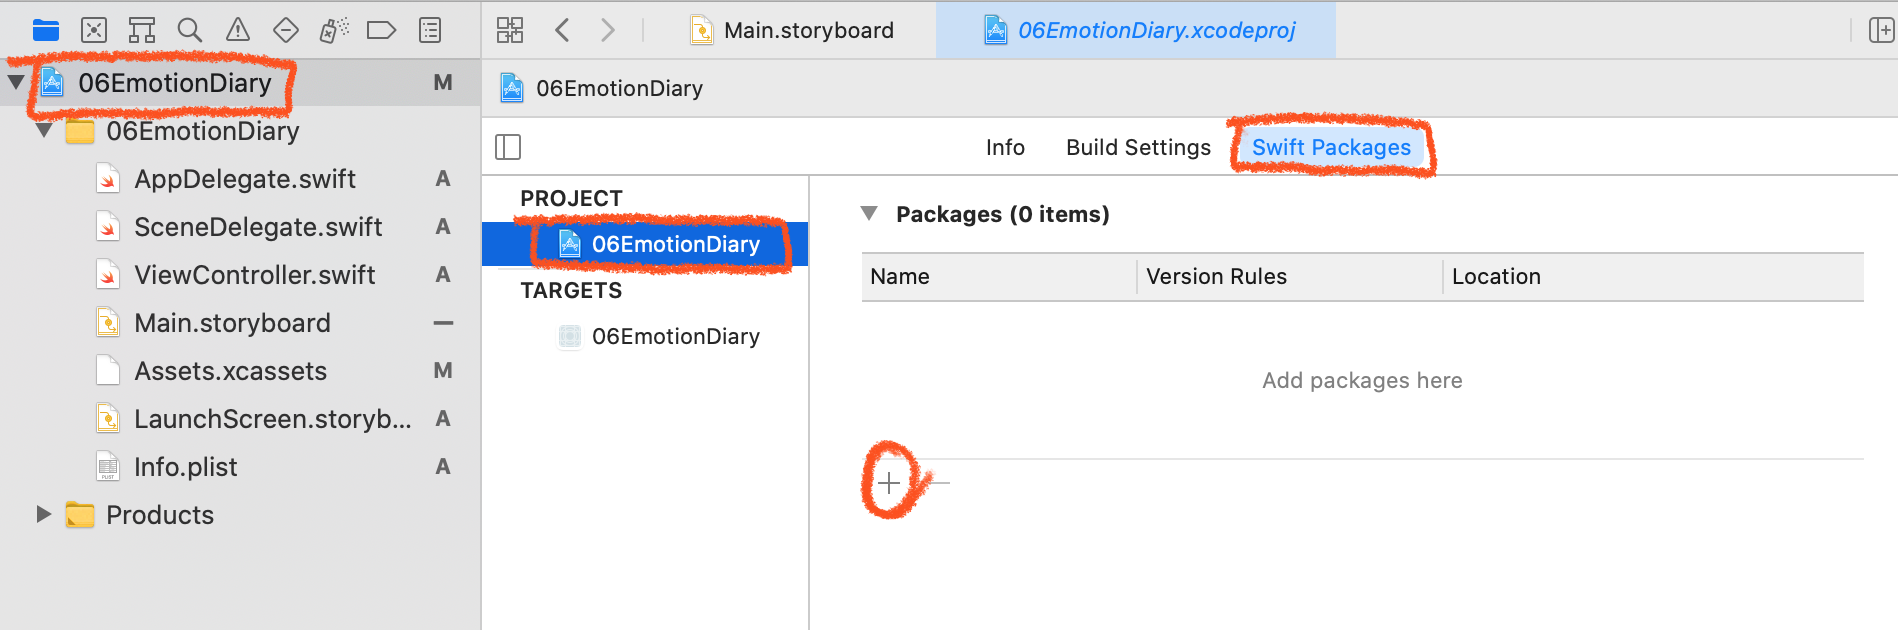 Main.storyboard
06EmotionDiary.xcodeproj
06EmotionDiary M
06EmotionDiary
06EmotionDiary
AppDelegate.swift A
SceneDelegate.swift A
ViewController.swift A
Main.storyboard –
Assets.xcassets M
LaunchScreen.storyb... A
Info.plist A
Products
Info Build Settings Swift Packages
PROJECT
06EmotionDiary
TARGETS
06EmotionDiary
Packages (0 items)
Name Version Rules Location
Add packages here
+ –